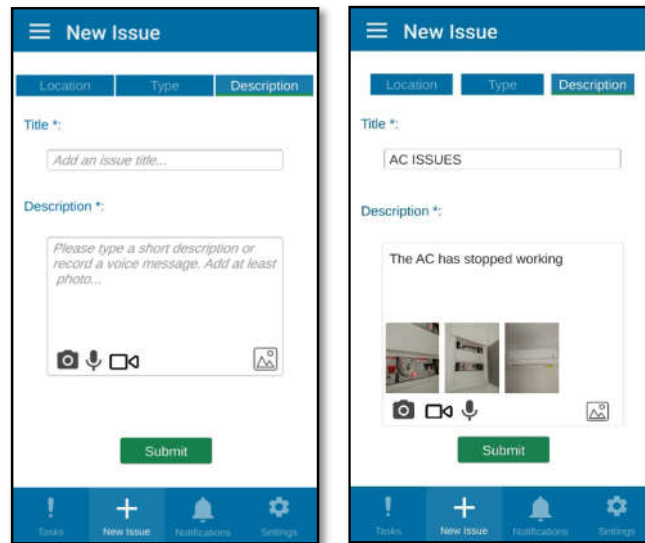 New Issue
Location Type Description
Title *:
Add an issue title...
Description *:
Please type a short description or
record a voice message. Add at least
photo...
Submit
Tasks New Issue Notifications Settings
New Issue
Location Type Description
Title *:
AC ISSUES
Description *:
The AC has stopped working
Submit
Tasks New Issue Notifications Settings